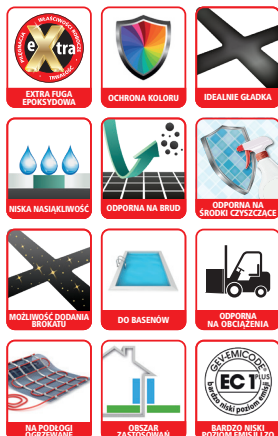 PIELĘGNACJA WŁAŚCIWOŚCI ROBOCZE
eXtra
TRWAŁOŚĆ
EXTRA FUGA
EPOKSYDOWA
OCHRONA KOLORU
IDEALNIE GŁADKA
NISKA NASIĄKLIWOŚĆ
ODPORNA NA BRUD
ODPORNA NA
ŚRODKI CZYSZCZĄCE
MOŻLIWOŚĆ DODANIA
BROKATU
DO BASENÓW
ODPORNA
NA OBCIĄŻENIA
NA PODŁOGI
OGRZEWANE
OBSZAR
ZASTOSOWAŃ
GEV-EMICODE
EC 1 PLUS
bardzo niski poziom emisji
BARDZO NISKI
POZIOM EMISJI LZO